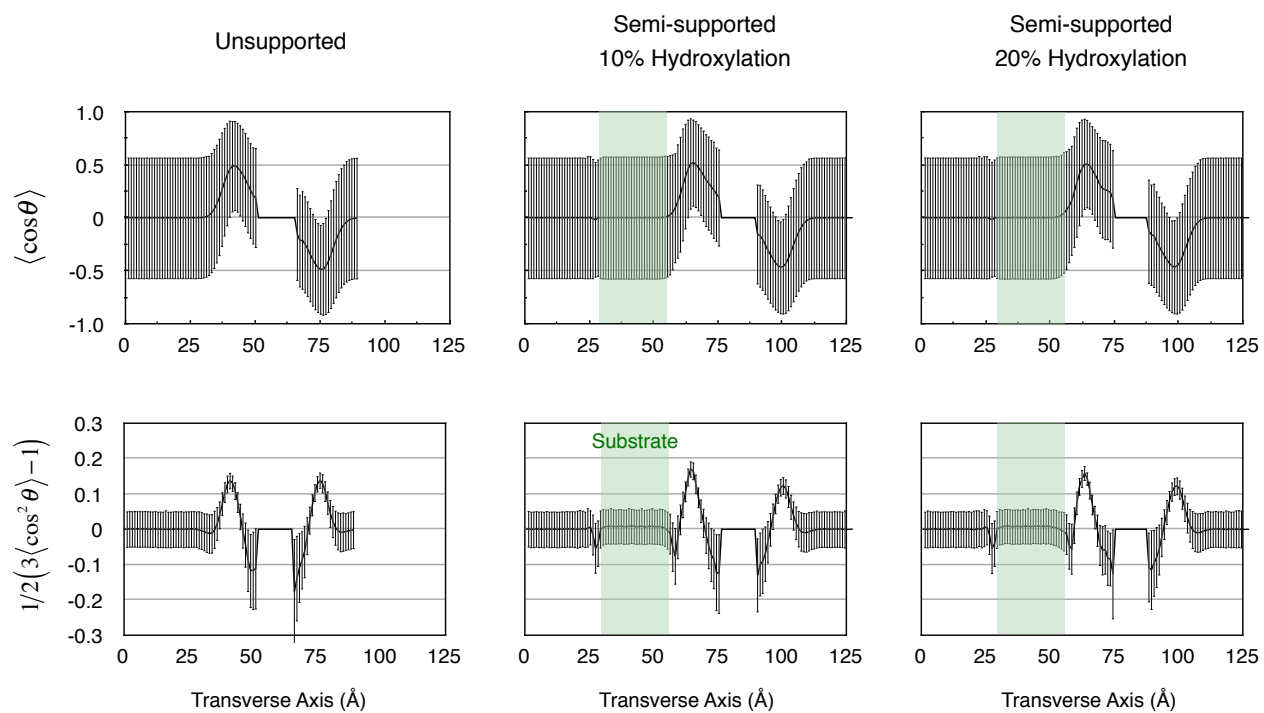 Unsupported
Semi-supported
10% Hydroxylation
Semi-supported
20% Hydroxylation
⟨cosθ⟩
1.0
0.5
0
-0.5
-1.0
0 25 50 75 100 125
0 25 50 75 100 125
0 25 50 75 100 125
1/2(3⟨cos²θ⟩−1)
0.3
0.2
0.1
0
-0.1
-0.2
-0.3
Substrate
0 25 50 75 100 125
0 25 50 75 100 125
0 25 50 75 100 125
Transverse Axis (Å)
Transverse Axis (Å)
Transverse Axis (Å)